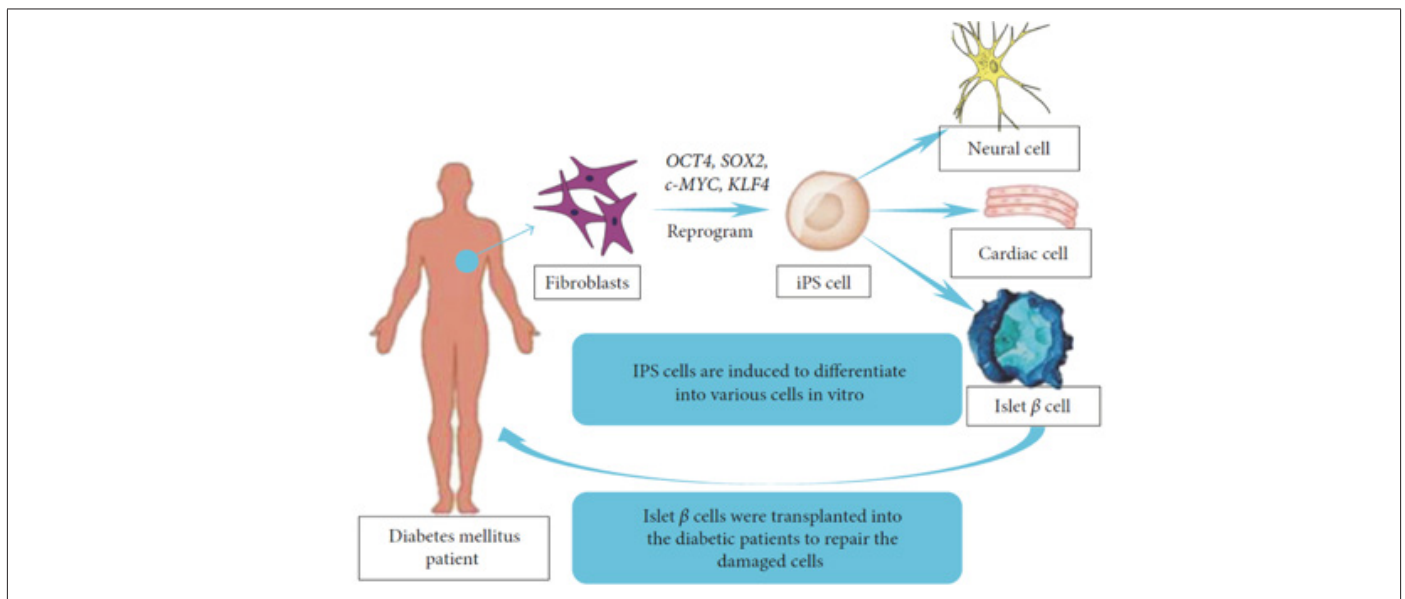 OCT4, SOX2,
c-MYC, KLF4
Reprogram
Fibroblasts
iPS cell
Neural cell
Cardiac cell
Islet β cell
IPS cells are induced to differentiate
into various cells in vitro
Diabetes mellitus
patient
Islet β cells were transplanted into
the diabetic patients to repair the
damaged cells